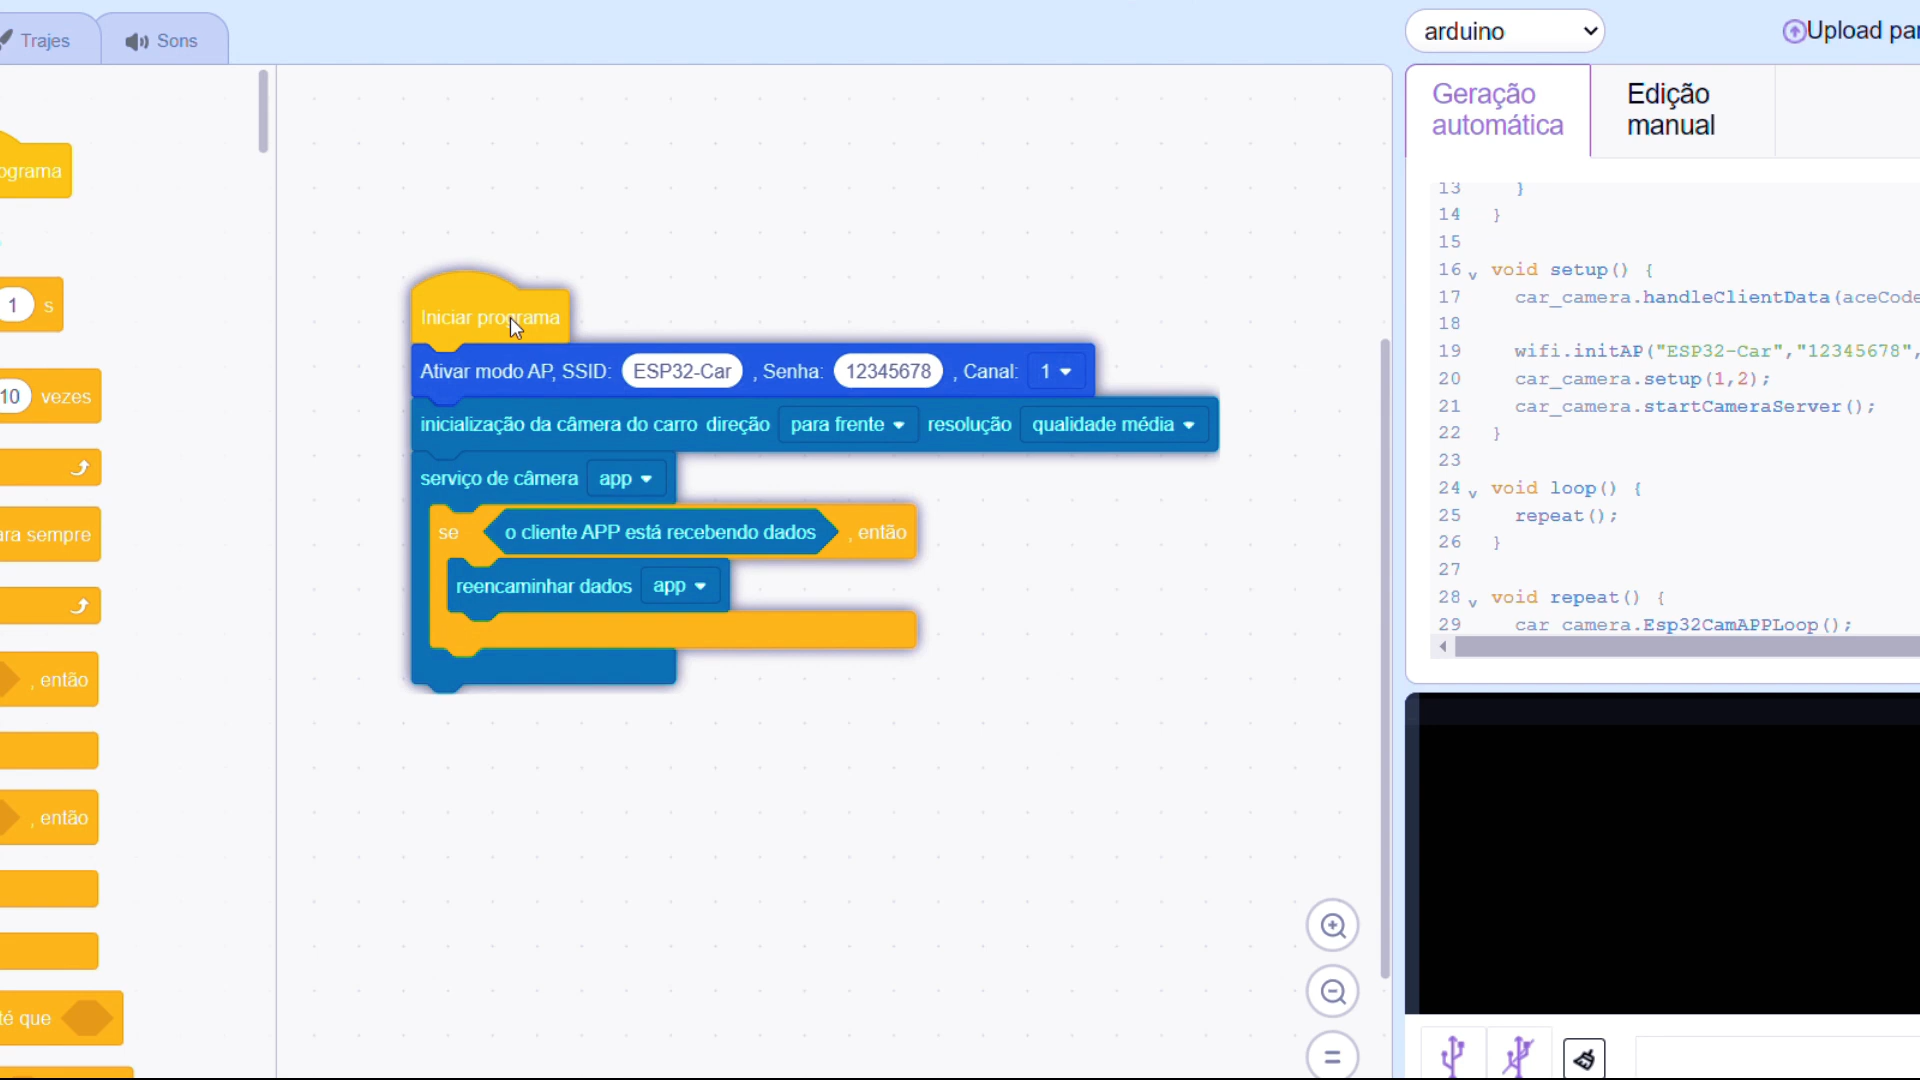 Trajes
Sons
arduino
Upload par
ograma
1 s
10 vezes
ara sempre
, então
, então
té que
Iniciar programa
Ativar modo AP, SSID: ESP32-Car , Senha: 12345678 , Canal: 1
inicialização da câmera do carro direção para frente resolução qualidade média
serviço de câmera app
se o cliente APP está recebendo dados , então
reencaminhar dados app
Geração automática
Edição manual
13 }
14 }
15
16 void setup() {
17 car_camera.handleClientData(aceCode
18
19 wifi.initAP("ESP32-Car","12345678",
20 car_camera.setup(1,2);
21 car_camera.startCameraServer();
22 }
23
24 void loop() {
25 repeat();
26 }
27
28 void repeat() {
29 car_camera.Esp32CamAPPLoop();